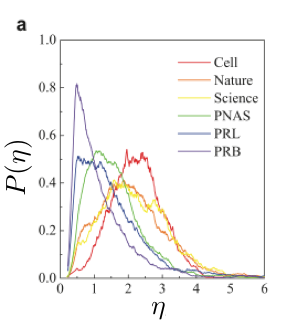 a
P(η)
1.0
0.8
0.6
0.4
0.2
0.0
Cell
Nature
Science
PNAS
PRL
PRB
0 1 2 3 4 5 6
η